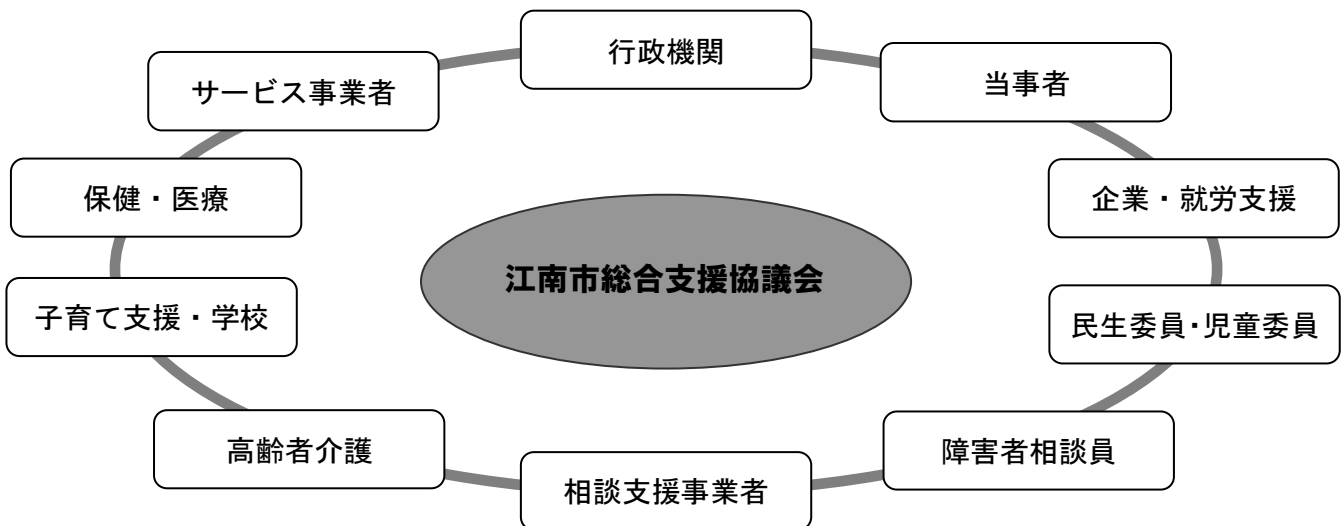 行政機関
サービス事業者
当事者
保健・医療
企業・就労支援
江南市総合支援協議会
子育て支援・学校
民生委員・児童委員
高齢者介護
障害者相談員
相談支援事業者